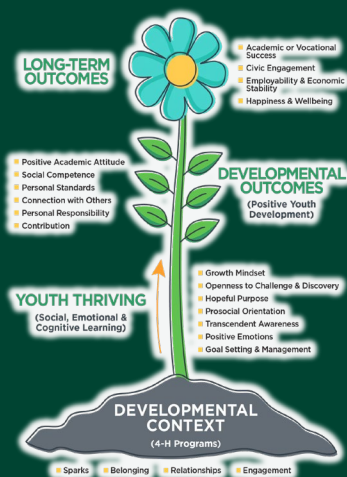 LONG-TERM
OUTCOMES
Academic or Vocational
Success
Civic Engagement
Employability & Economic
Stability
Happiness & Wellbeing
Positive Academic Attitude
Social Competence
Personal Standards
Connection with Others
Personal Responsibility
Contribution
DEVELOPMENTAL
OUTCOMES
(Positive Youth
Development)
YOUTH THRIVING
(Social, Emotional &
Cognitive Learning)
Growth Mindset
Openness to Challenge & Discovery
Hopeful Purpose
Prosocial Orientation
Transcendent Awareness
Positive Emotions
Goal Setting & Management
DEVELOPMENTAL
CONTEXT
(4-H Programs)
Sparks Belonging Relationships Engagement